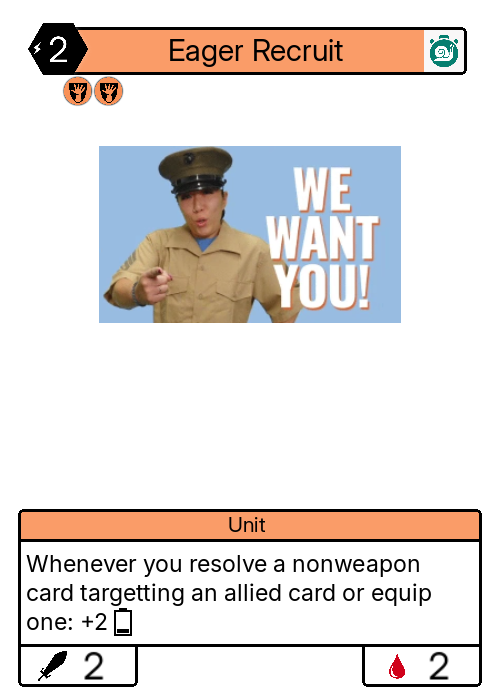 2
Eager Recruit
WE
WANT
YOU!
Unit
Whenever you resolve a nonweapon
card targetting an allied card or equip
one: +2
2
2